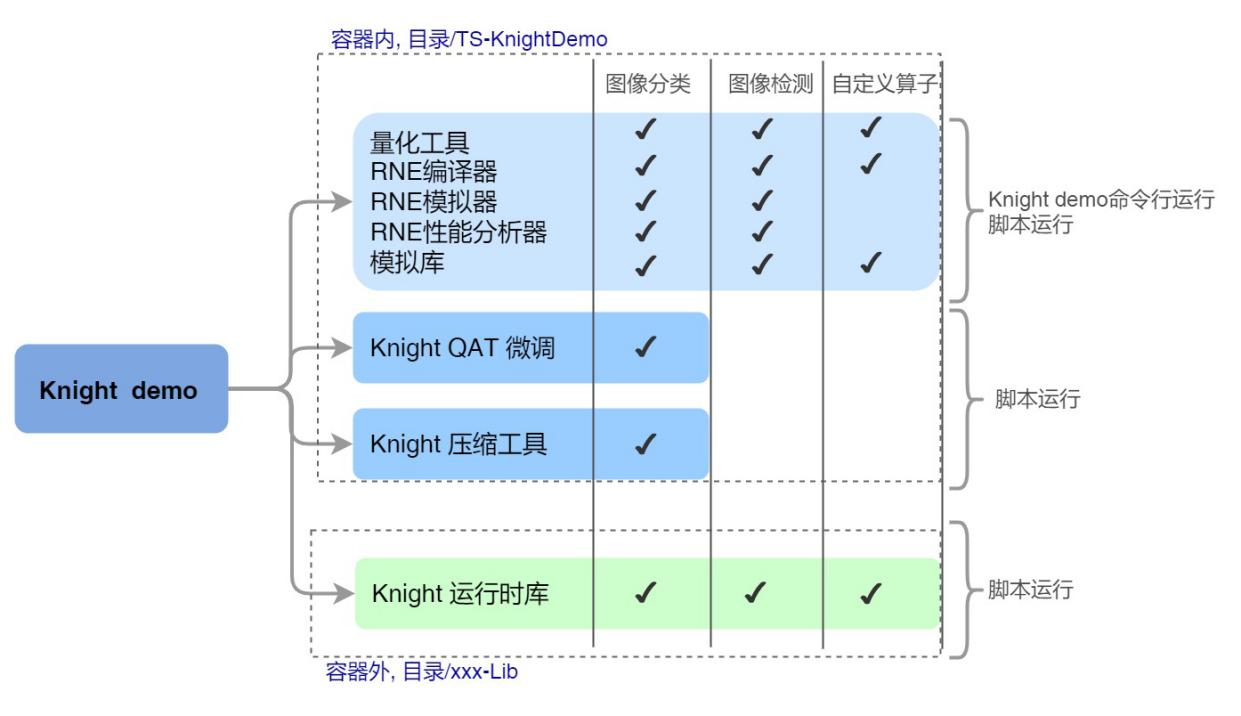 容器内, 目录/TS-KnightDemo
图像分类 图像检测 自定义算子
量化工具 ✓ ✓ ✓
RNE编译器 ✓ ✓ ✓
RNE模拟器 ✓ ✓
RNE性能分析器 ✓ ✓
模拟库 ✓ ✓ ✓
Knight demo命令行运行
脚本运行
Knight QAT 微调 ✓
Knight demo
脚本运行
Knight 压缩工具 ✓
Knight 运行时库 ✓ ✓ ✓
脚本运行
容器外, 目录/xxx-Lib